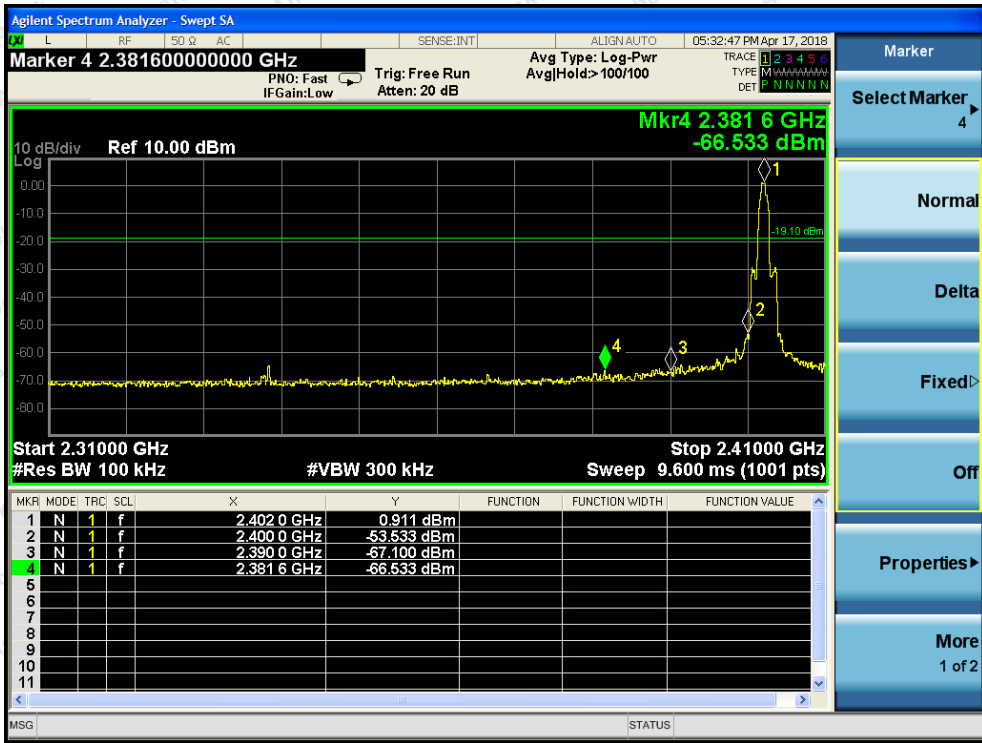 Agilent Spectrum Analyzer - Swept SA
LXI L RF 50 Ω AC SENSE:INT ALIGN AUTO 05:32:47 PM Apr 17, 2018
Marker 4 2.381600000000 GHz
PNO: Fast
IFGain:Low
Trig: Free Run
Atten: 20 dB
Avg Type: Log-Pwr
Avg|Hold:> 100/100
TRACE 1 2 3 4 5 6
TYPE M
DET P N N N N N
Mkr4 2.381 6 GHz
-66.533 dBm
10 dB/div Ref 10.00 dBm
Log
0.00
-10.0
-20.0
-30.0
-40.0
-50.0
-60.0
-70.0
-80.0
1
-19.10 dBm
2
4
3
Start 2.31000 GHz Stop 2.41000 GHz
#Res BW 100 kHz #VBW 300 kHz Sweep 9.600 ms (1001 pts)
MKR MODE TRC SCL X Y FUNCTION FUNCTION WIDTH FUNCTION VALUE
1 N 1 f 2.402 0 GHz 0.911 dBm
2 N 1 f 2.400 0 GHz -53.533 dBm
3 N 1 f 2.390 0 GHz -67.100 dBm
4 N 1 f 2.381 6 GHz -66.533 dBm
5
6
7
8
9
10
11
MSG STATUS
Marker
Select Marker
4
Normal
Delta
Fixed
Off
Properties
More
1 of 2